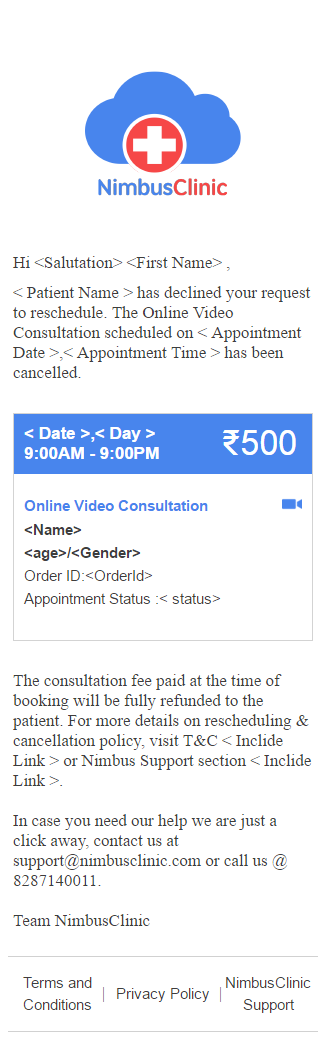 NimbusClinic
Hi <Salutation> <First Name> ,
< Patient Name > has declined your request
to reschedule. The Online Video
Consultation scheduled on < Appointment
Date >,< Appointment Time > has been
cancelled.
< Date >,< Day >
9:00AM - 9:00PM
₹500
Online Video Consultation
<Name>
<age>/<Gender>
Order ID:<OrderId>
Appointment Status :< status>
The consultation fee paid at the time of
booking will be fully refunded to the
patient. For more details on rescheduling &
cancellation policy, visit T&C < Inclide
Link > or Nimbus Support section < Inclide
Link >.
In case you need our help we are just a
click away, contact us at
support@nimbusclinic.com or call us @
8287140011.
Team NimbusClinic
Terms and
Conditions
| Privacy Policy |
NimbusClinic
Support